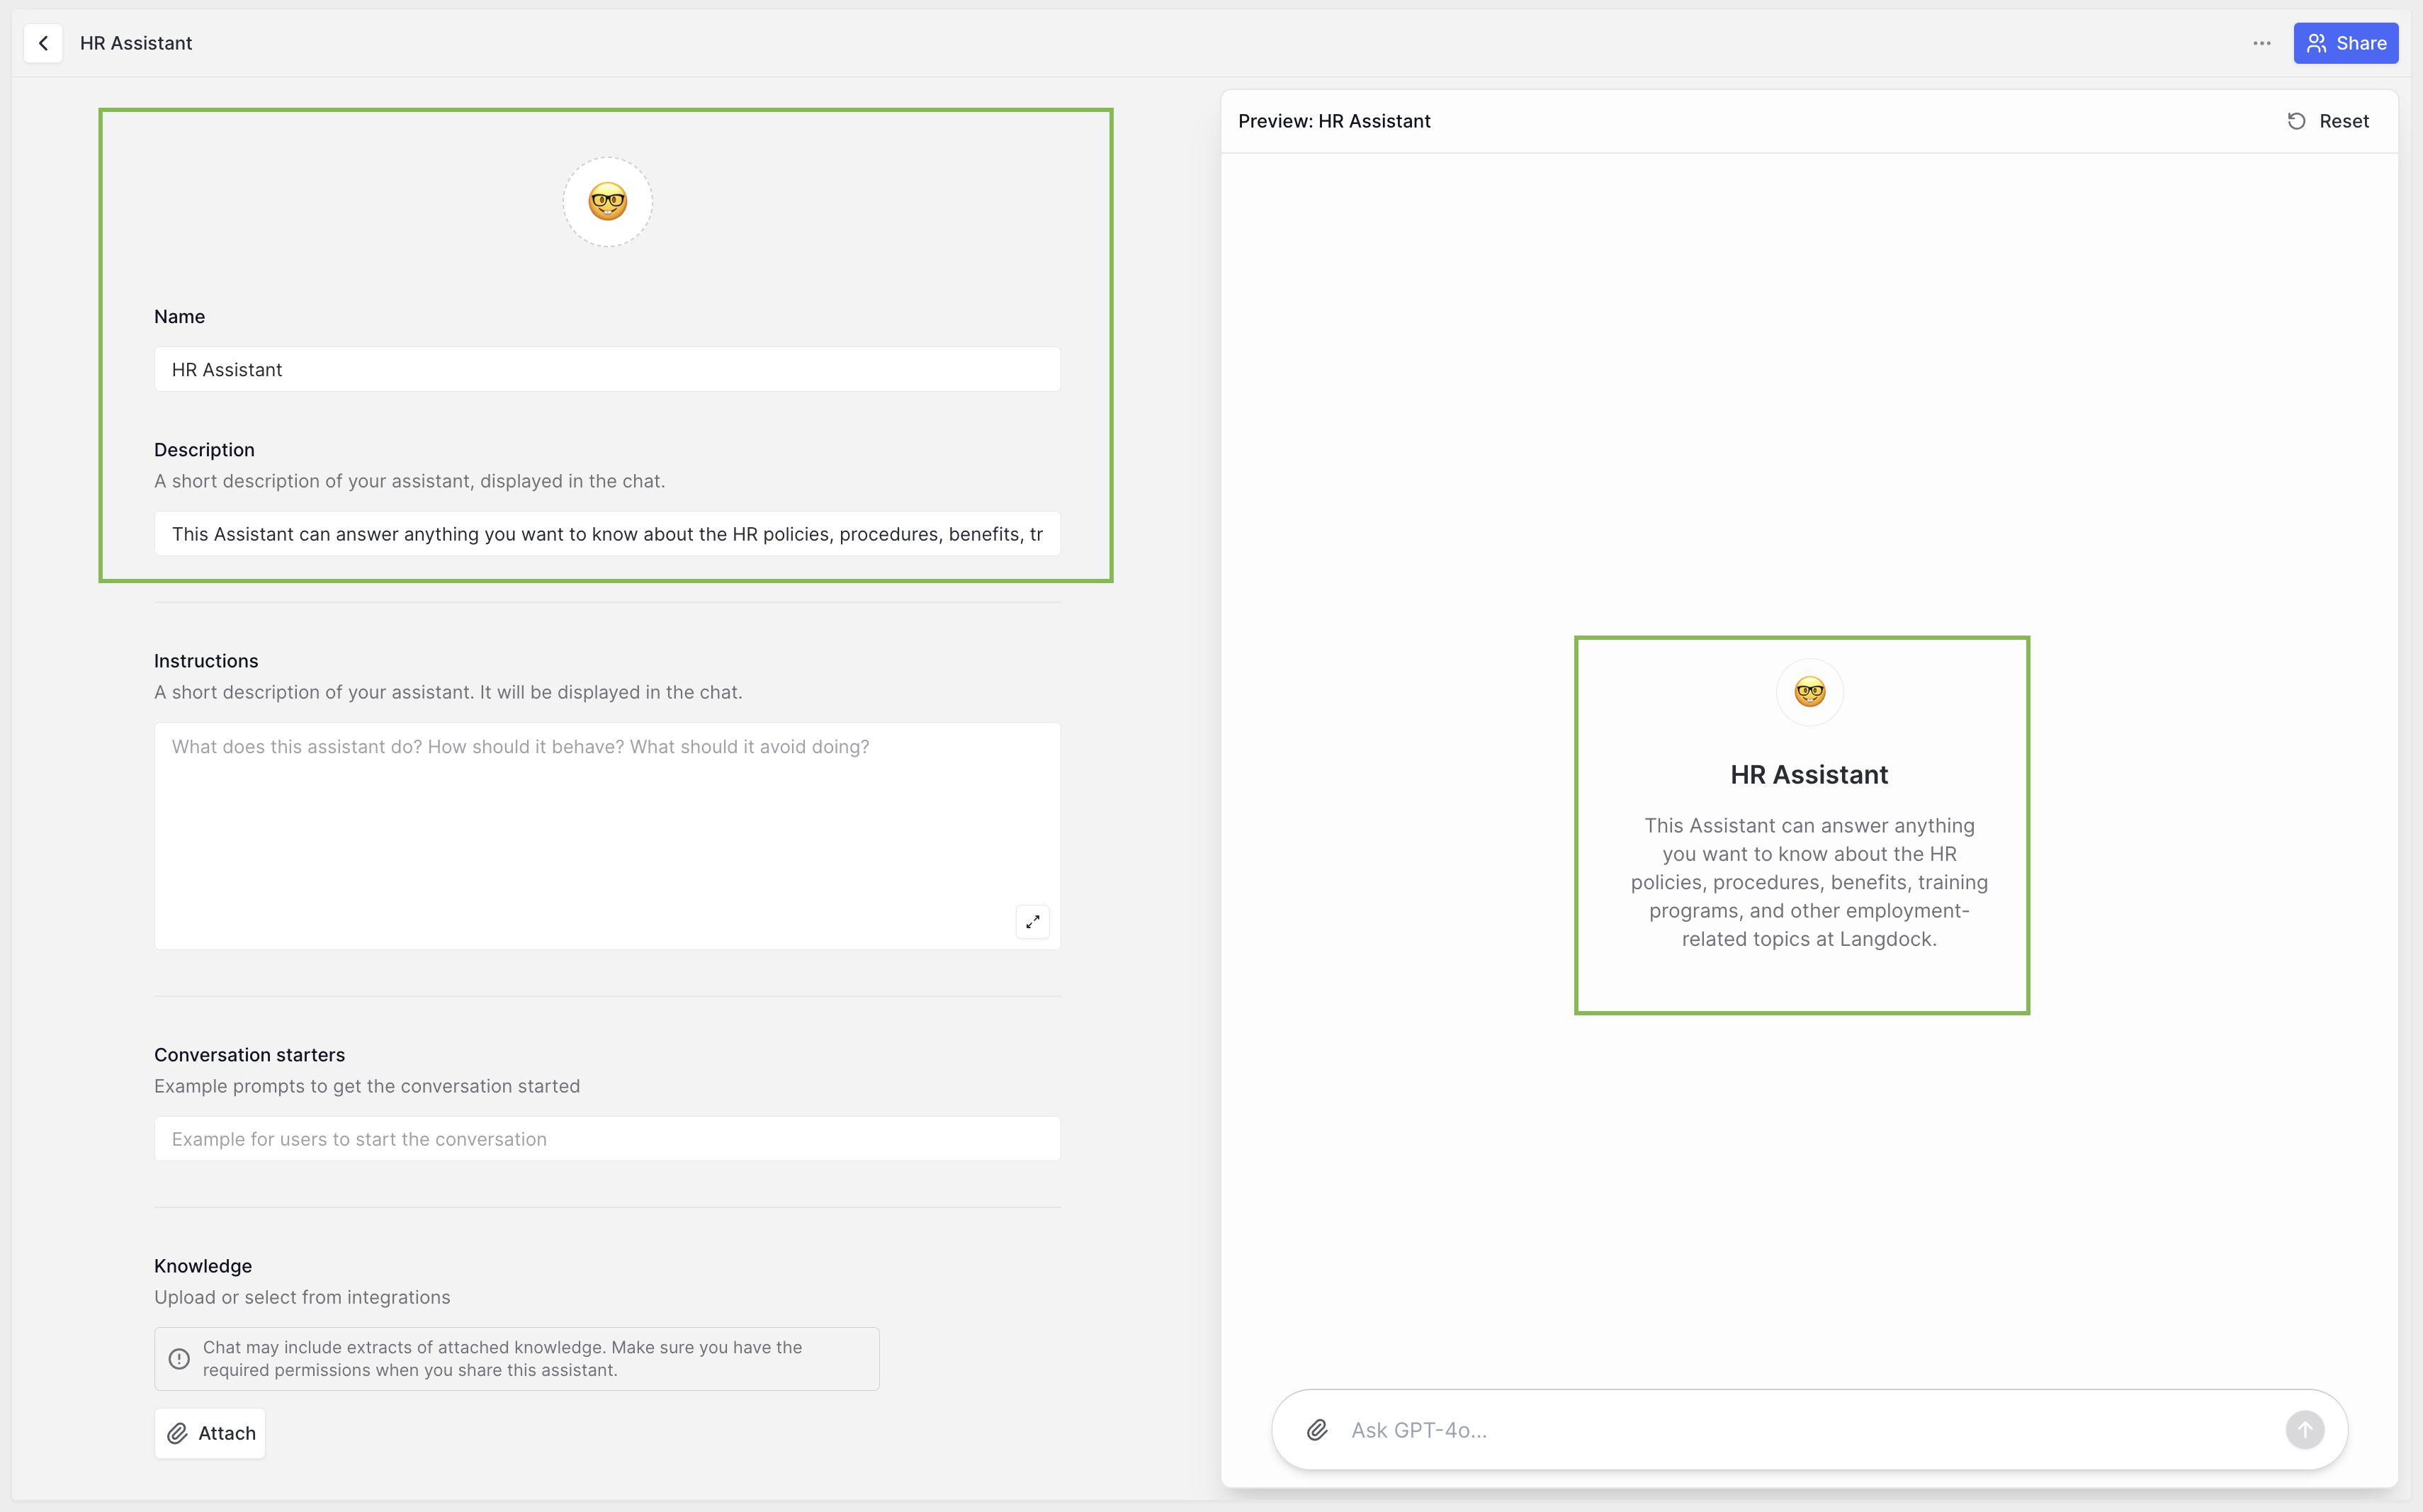 HR Assistant
Share
Name
HR Assistant
Description
A short description of your assistant, displayed in the chat.
This Assistant can answer anything you want to know about the HR policies, procedures, benefits, tr
Instructions
A short description of your assistant. It will be displayed in the chat.
What does this assistant do? How should it behave? What should it avoid doing?
Conversation starters
Example prompts to get the conversation started
Example for users to start the conversation
Knowledge
Upload or select from integrations
Chat may include extracts of attached knowledge. Make sure you have the
required permissions when you share this assistant.
Attach
Preview: HR Assistant
Reset
HR Assistant
This Assistant can answer anything
you want to know about the HR
policies, procedures, benefits, training
programs, and other employment-
related topics at Langdock.
Ask GPT-4o...